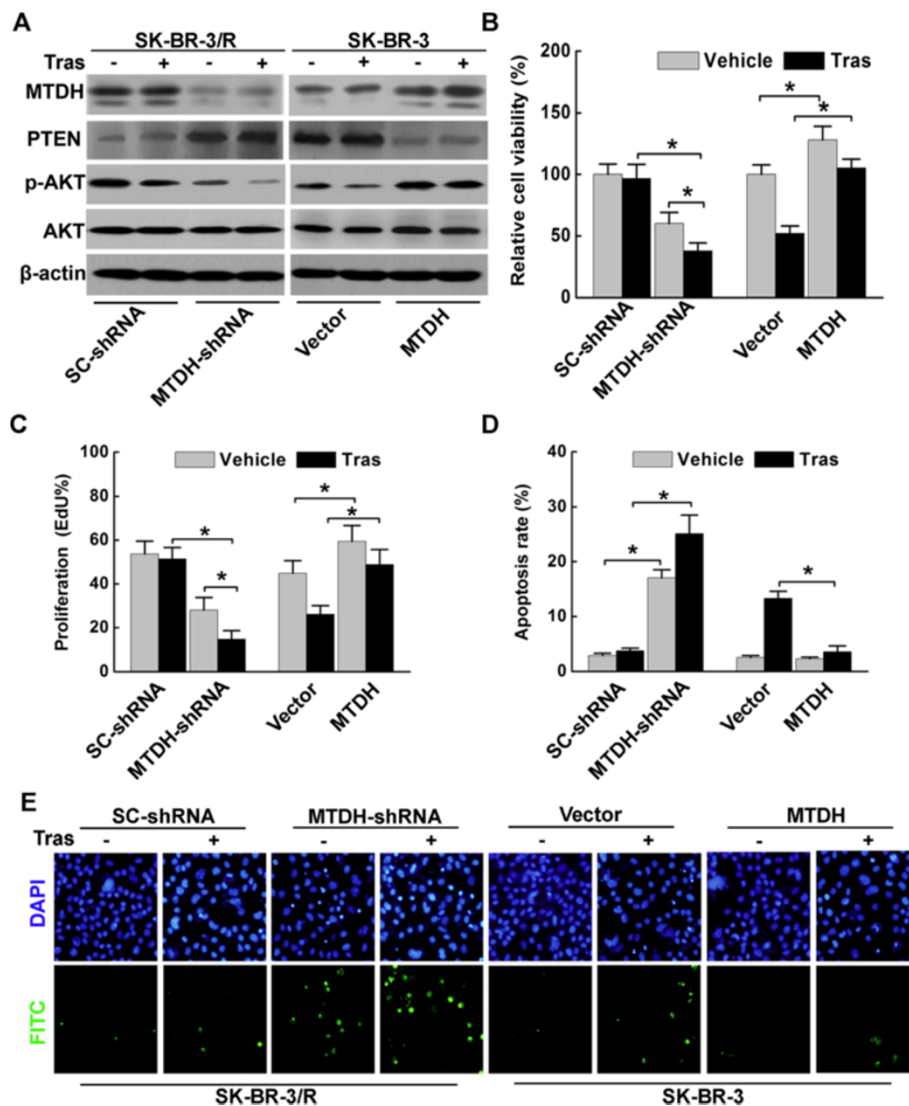 A
SK-BR-3/R SK-BR-3
Tras - + - + - + - +
MTDH
PTEN
p-AKT
AKT
β-actin
SC-shRNA MTDH-shRNA Vector MTDH
B
Vehicle Tras
Relative cell viability (%)
200
150
100
50
0
* * * *
SC-shRNA MTDH-shRNA Vector MTDH
C
Vehicle Tras
Proliferation (EdU%)
100
80
60
40
20
0
* * * *
SC-shRNA MTDH-shRNA Vector MTDH
D
Vehicle Tras
Apoptosis rate (%)
40
30
20
10
0
* * *
SC-shRNA MTDH-shRNA Vector MTDH
E
SC-shRNA MTDH-shRNA Vector MTDH
Tras - + - + - + - +
DAPI
FITC
SK-BR-3/R SK-BR-3